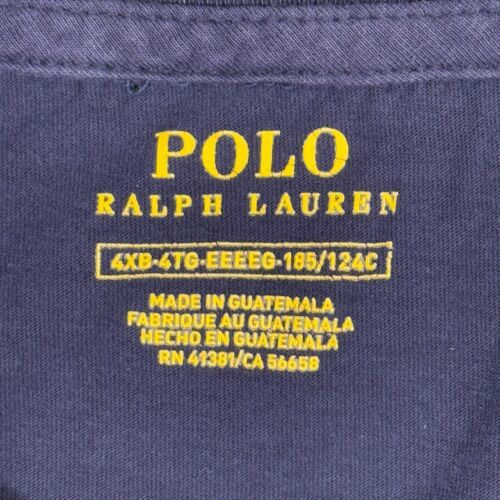 POLO
RALPH LAUREN
4XB-4TG-EEEEG-185/124C
MADE IN GUATEMALA
FABRIQUE AU GUATEMALA
HECHO EN GUATEMALA
RN 41381/CA 56658